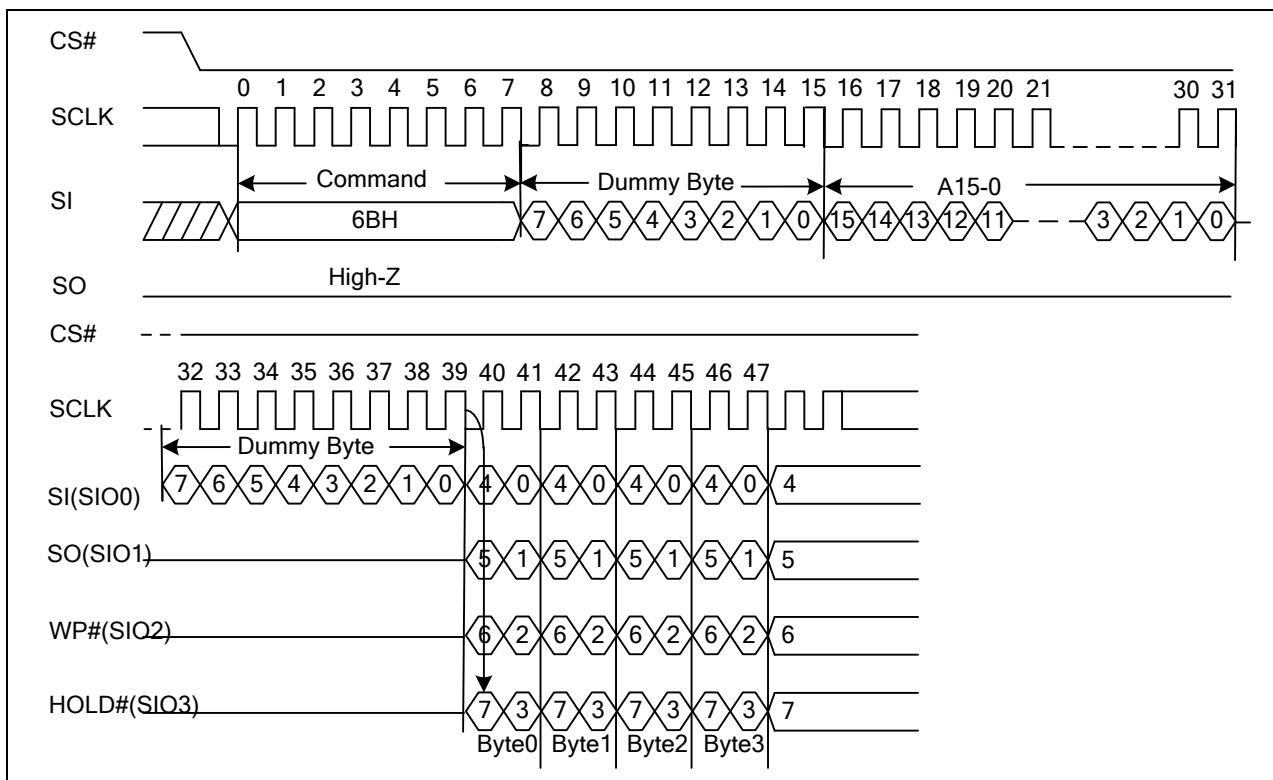 CS#
0 1 2 3 4 5 6 7 8 9 10 11 12 13 14 15 16 17 18 19 20 21 30 31
SCLK
Command Dummy Byte A15-0
SI
6BH 7 6 5 4 3 2 1 0 15 14 13 12 11 3 2 1 0
High-Z
SO
CS#
32 33 34 35 36 37 38 39 40 41 42 43 44 45 46 47
SCLK
Dummy Byte
SI(SIO0) 7 6 5 4 3 2 1 0 4 0 4 0 4 0 4 0 4
SO(SIO1) 5 1 5 1 5 1 5 1 5
WP#(SIO2) 6 2 6 2 6 2 6 2 6
HOLD#(SIO3) 7 3 7 3 7 3 7 3 7
Byte0 Byte1 Byte2 Byte3